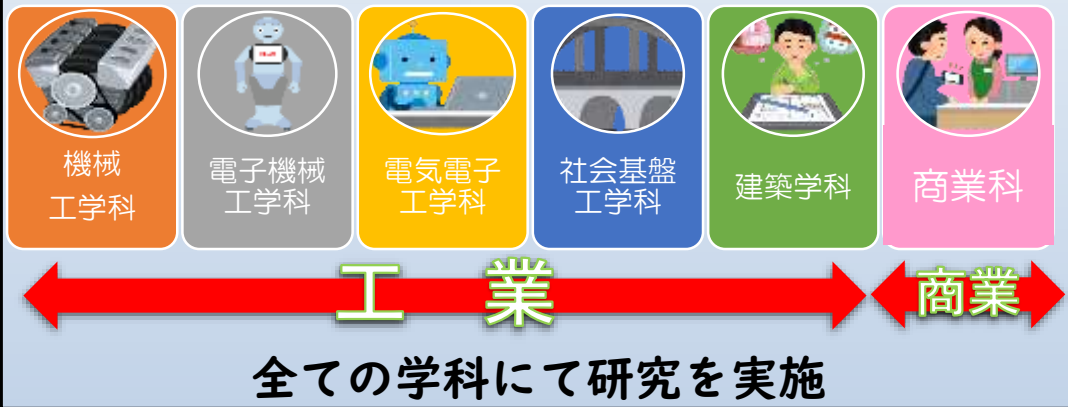 機械
工学科
電子機械
工学科
電気電子
工学科
社会基盤
工学科
建築学科
商業科
工 業
商業
全ての学科にて研究を実施